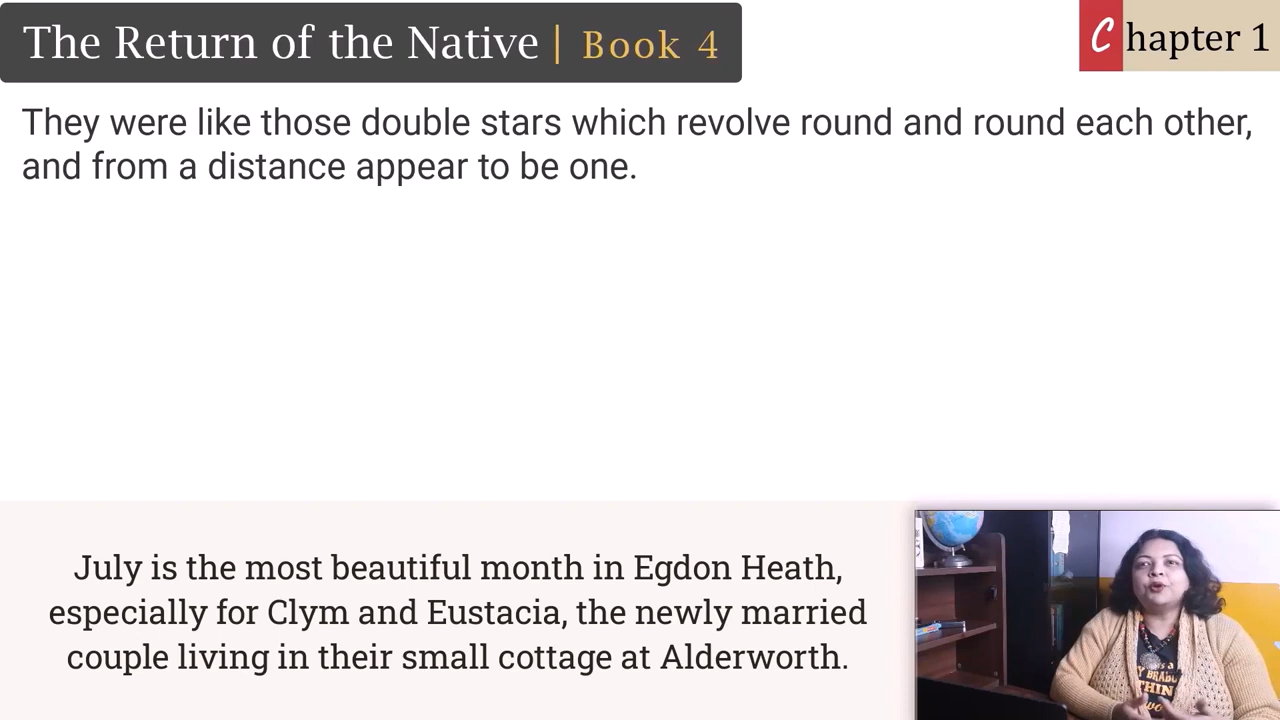 The Return of the Native | Book 4
Chapter 1
They were like those double stars which revolve round and round each other,
and from a distance appear to be one.
July is the most beautiful month in Egdon Heath,
especially for Clym and Eustacia, the newly married
couple living in their small cottage at Alderworth.
THIN